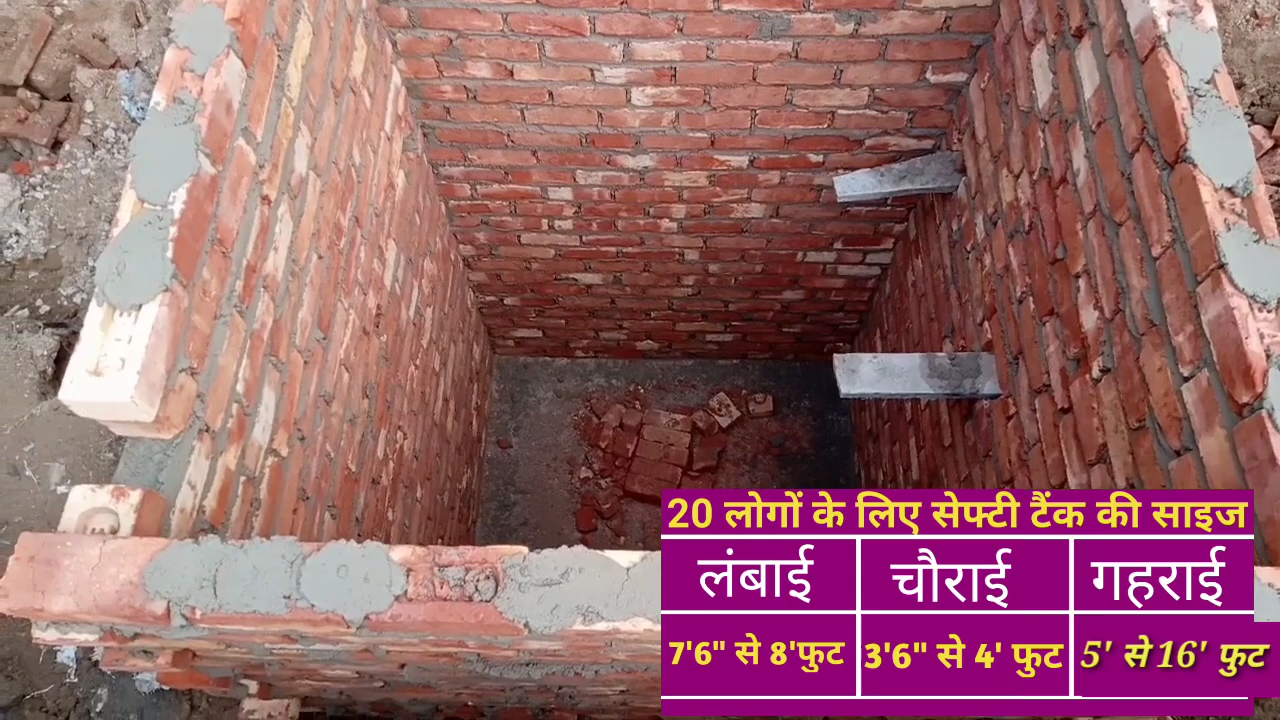 20 लोगों के लिए सेफ्टी टैंक की साइज
लंबाई चौराई गहराई
7'6" से 8'फुट 3'6" से 4' फुट 5' से 16' फुट